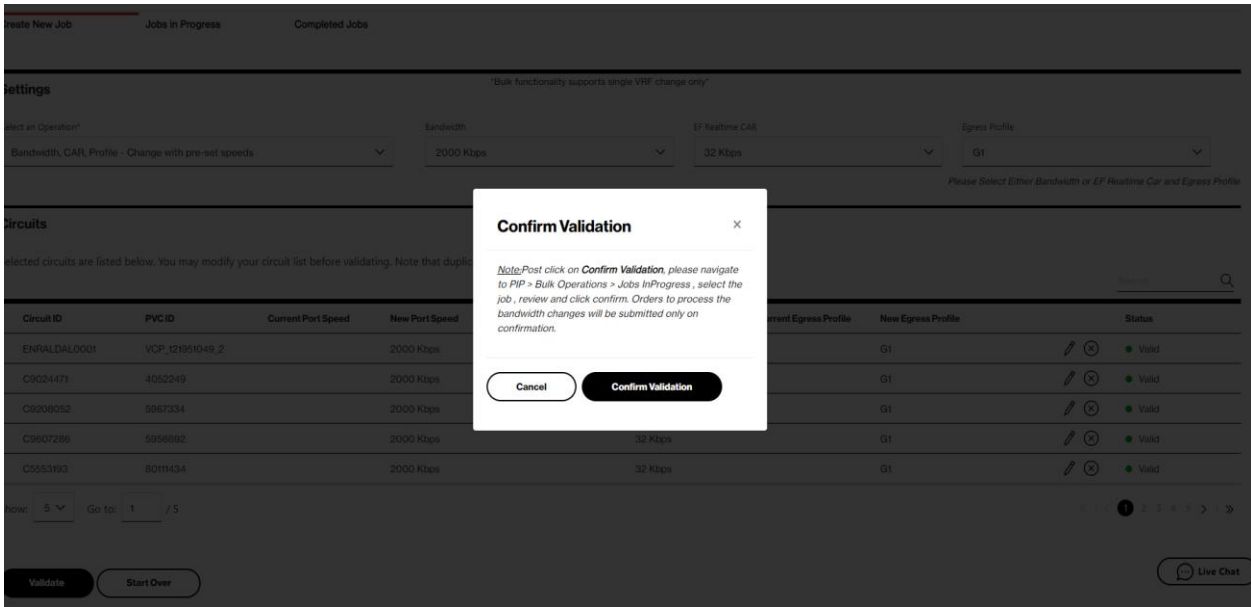 Create New Job Jobs in Progress Completed Jobs
"Bulk functionality supports single VRF change only"
Settings
Select an Operation* Bandwidth EF Realtime CAR Egress Profile
Bandwidth, CAR, Profile - Change with pre-set speeds 2000 Kbps 32 Kbps G1
Please Select Either Bandwidth or EF Realtime Car and Egress Profile
Circuits
Confirm Validation ×
selected circuits are listed below. You may modify your circuit list before validating. Note that duplic
Note:Post click on Confirm Validation, please navigate
to PIP > Bulk Operations > Jobs InProgress , select the
job , review and click confirm. Orders to process the
bandwidth changes will be submitted only on
confirmation.
Search
Circuit ID PVC ID Current Port Speed New Port Speed rrent Egress Profile New Egress Profile Status
ENRALDAL0001 VCP_121951049_2 2000 Kbps G1 Valid
C9024471 4052249 2000 Kbps G1 Valid
Cancel Confirm Validation
C9208052 5967334 2000 Kbps G1 Valid
C9607286 5956692 2000 Kbps 32 Kbps G1 Valid
C5553193 80111434 2000 Kbps 32 Kbps G1 Valid
how: 5 Go to: 1 / 5 1 2 3 4 5
Validate Start Over Live Chat